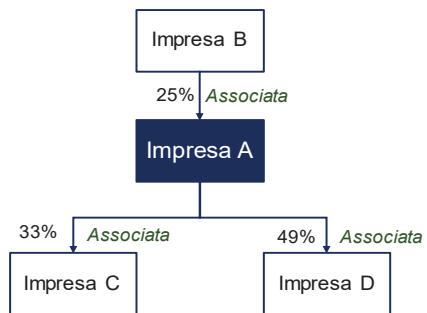 Impresa B
25% Associata
Impresa A
33% Associata 49% Associata
Impresa C Impresa D